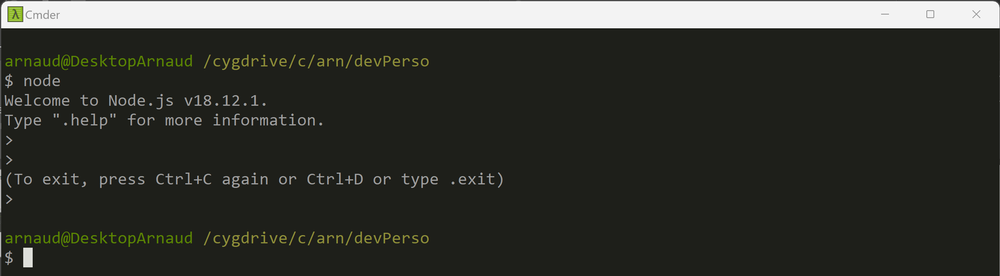 λ Cmder
arnaud@DesktopArnaud /cygdrive/c/arn/devPerso
$ node
Welcome to Node.js v18.12.1.
Type ".help" for more information.
>
>
(To exit, press Ctrl+C again or Ctrl+D or type .exit)
>
arnaud@DesktopArnaud /cygdrive/c/arn/devPerso
$